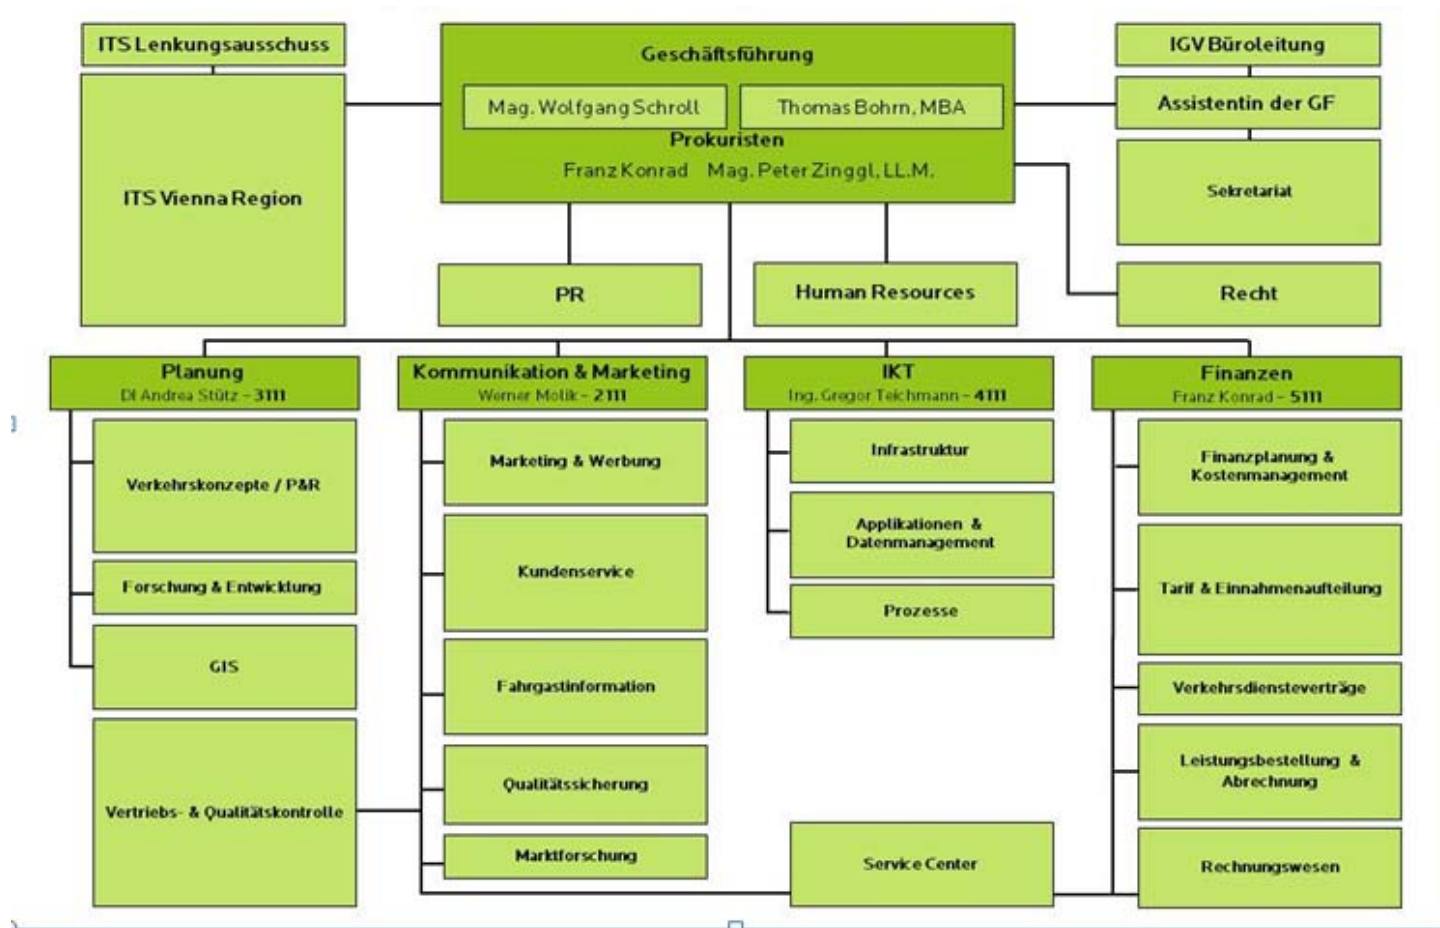 ITS Lenkungsausschuss
ITS Vienna Region
Geschäftsführung
Mag. Wolfgang Schroll
Thomas Bohrn, MBA
Prokuristen
Franz Konrad Mag. Peter Zinggl, LL.M.
IGV Büroleitung
Assistentin der GF
Sekretariat
PR
Human Resources
Recht
Planung
DI Andrea Stütz - 3111
Verkehrskonzepte / P&R
Forschung & Entwicklung
GIS
Vertriebs- & Qualitätskontrolle
Kommunikation & Marketing
Werner Molik - 2111
Marketing & Werbung
Kundenservice
Fahrgastinformation
Qualitätssicherung
Marktforschung
IKT
Ing. Gregor Teichmann - 4111
Infrastruktur
Applikationen &
Datenmanagement
Prozesse
Service Center
Finanzen
Franz Konrad - 5111
Finanzplanung &
Kostenmanagement
Tarif & Einnahmenaufteilung
Verkehrsdiensteverträge
Leistungsbestellung &
Abrechnung
Rechnungswesen